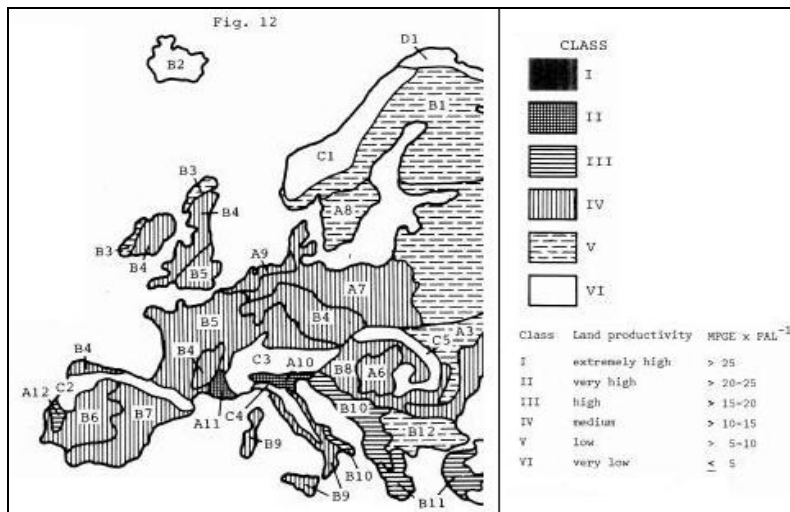 Fig. 12
D1
B2
B1
C1
B3
B4
A8
B3
B4
B5
A9
A7
B5
B4
A3
C5
B4
B4
C3
A10
B8
A6
A12
C2
B6
B7
A11
C4
B10
B12
B9
B9
B10
B11
CLASS
I
II
III
IV
V
VI
Class Land productivity MPGE x PAL⁻¹
I extremely high > 25
II very high > 20-25
III high > 15-20
IV medium > 10-15
V low > 5-10
VI very low ≤ 5